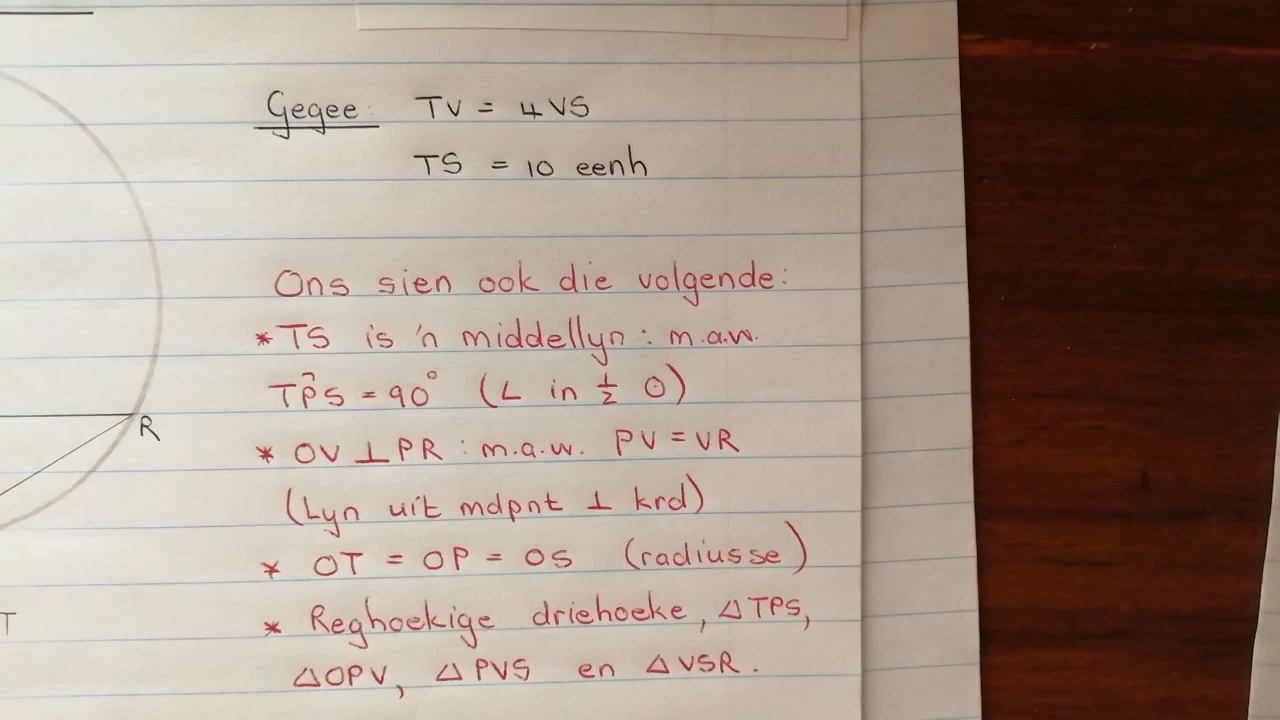 Gegee: TV = 4VS
TS = 10 eenh
Ons sien ook die volgende:
* TS is 'n middellyn: m.a.w.
TP̂S = 90° (L in ½ ⊙)
R
* OV ⊥ PR : m.a.w. PV = VR
(Lyn uit mdpnt ⊥ krd)
* OT = OP = OS (radiusse)
* Reghoekige driehoeke, △TPS,
T
△OPV, △PVS en △VSR.